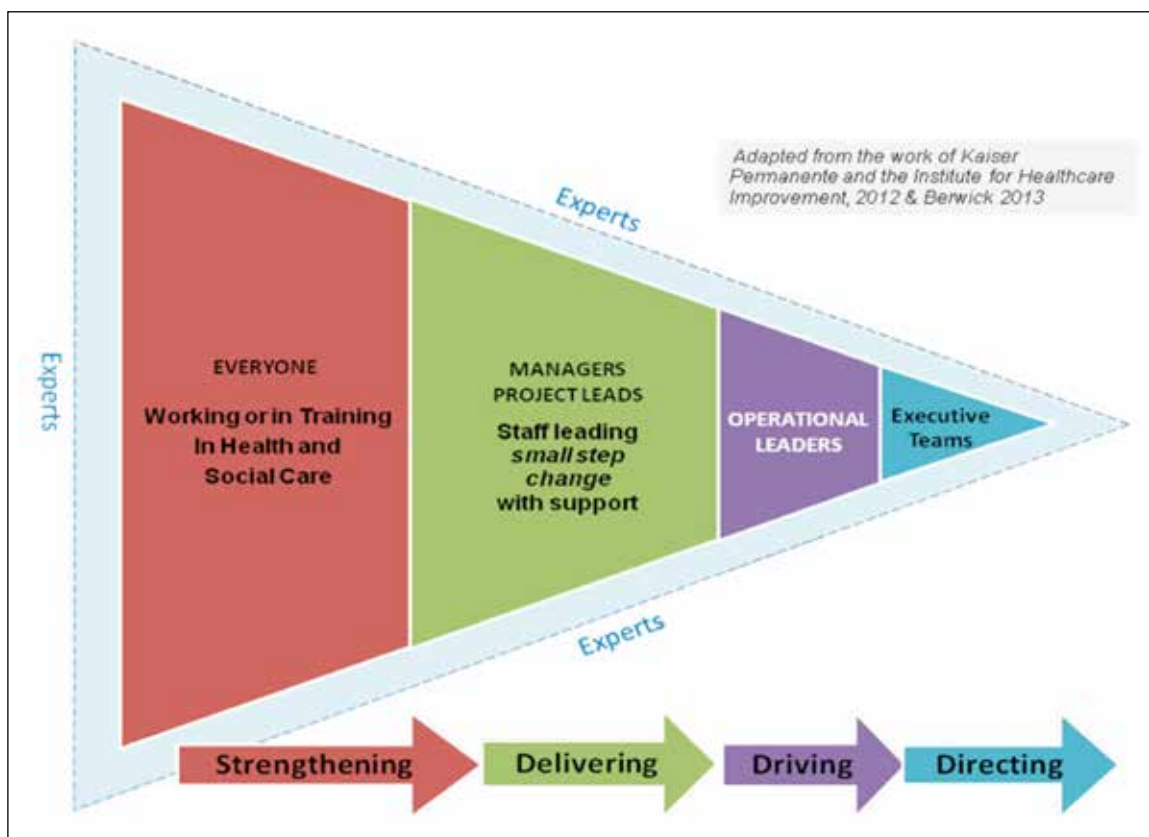 Experts
Adapted from the work of Kaiser
Permanente and the Institute for Healthcare
Improvement, 2012 & Berwick 2013
Experts
EVERYONE
Working or in Training
In Health and
Social Care
MANAGERS
PROJECT LEADS
Staff leading
small step
change
with support
OPERATIONAL
LEADERS
Executive
Teams
Experts
Strengthening
Delivering
Driving
Directing